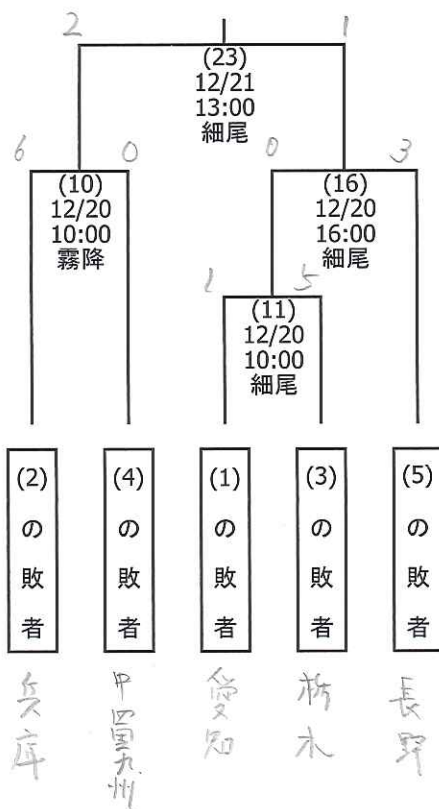 2 1
(23)
12/21
13:00
細尾
6 0 0 3
(10)
12/20
10:00
霧降
(16)
12/20
16:00
細尾
1 5
(11)
12/20
10:00
細尾
(2)の敗者
(4)の敗者
(1)の敗者
(3)の敗者
(5)の敗者
兵庫
中四国九州
愛知
栃木
長野